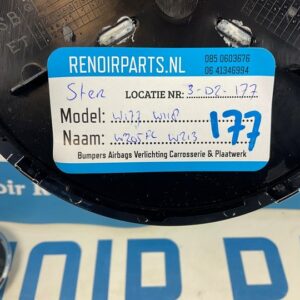 RENOIRPARTS.NL
085 0603676
06 41346994
Ster
LOCATIE NR: 3-D2-177
Model: W177 W118
Naam: W205 FL W213
177
Bumpers Airbags Verlichting Carrosserie & Plaatwerk